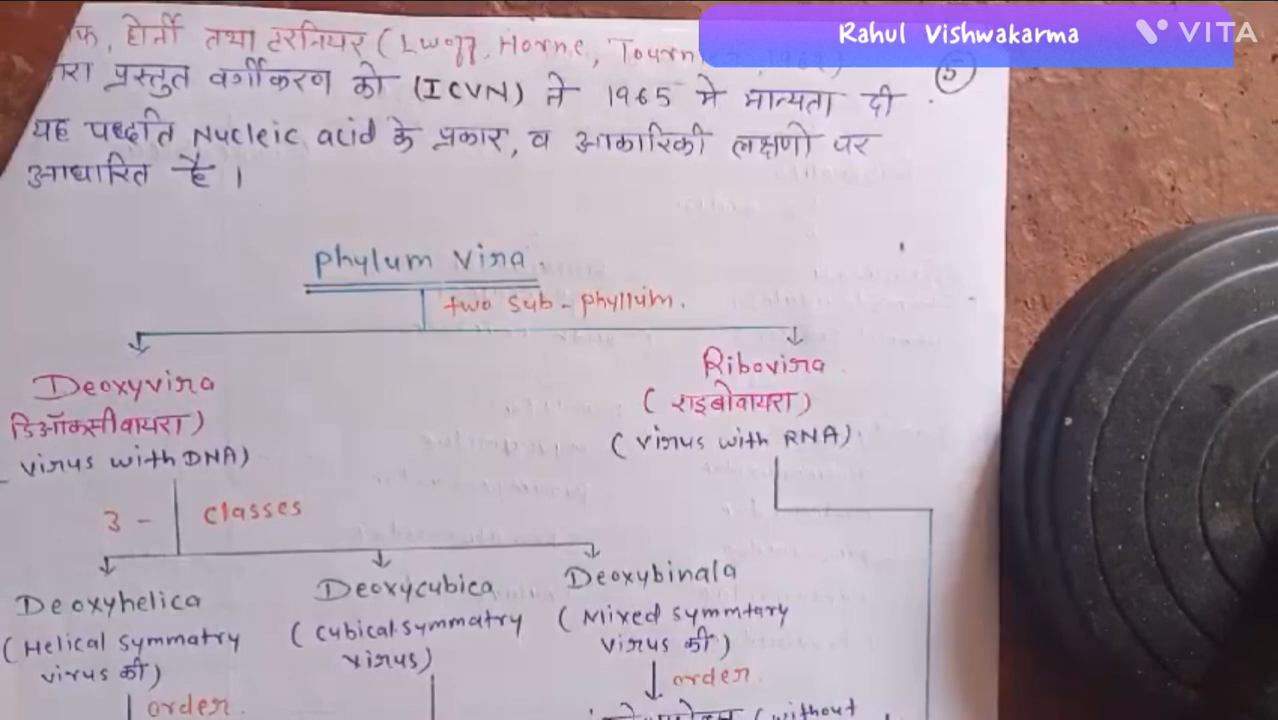 Rahul Vishwakarma
VITA
होर्नी तथा टरनियर (Lwoff, Horne,
प्रस्तुत वर्गीकरण को (ICVN) ने 1965 मे मान्यता दी .
5
यह पध्दति Nucleic acid के प्रकार, व आकारिकी लक्षणो पर
आधारित है ।
phylum vira.
two sub-phyllum.
Deoxyvira
डिऑक्सीवायरा)
virus with DNA)
Ribovira
( राइबोवायरा)
(virus with RNA)
3 - classes
Deoxyhelica
(Helical symmatry
virus की)
order.
Deoxycubica
(cubical symmatry
virus)
Deoxybinala
(Mixed symmtary
virus की)
order.
(without